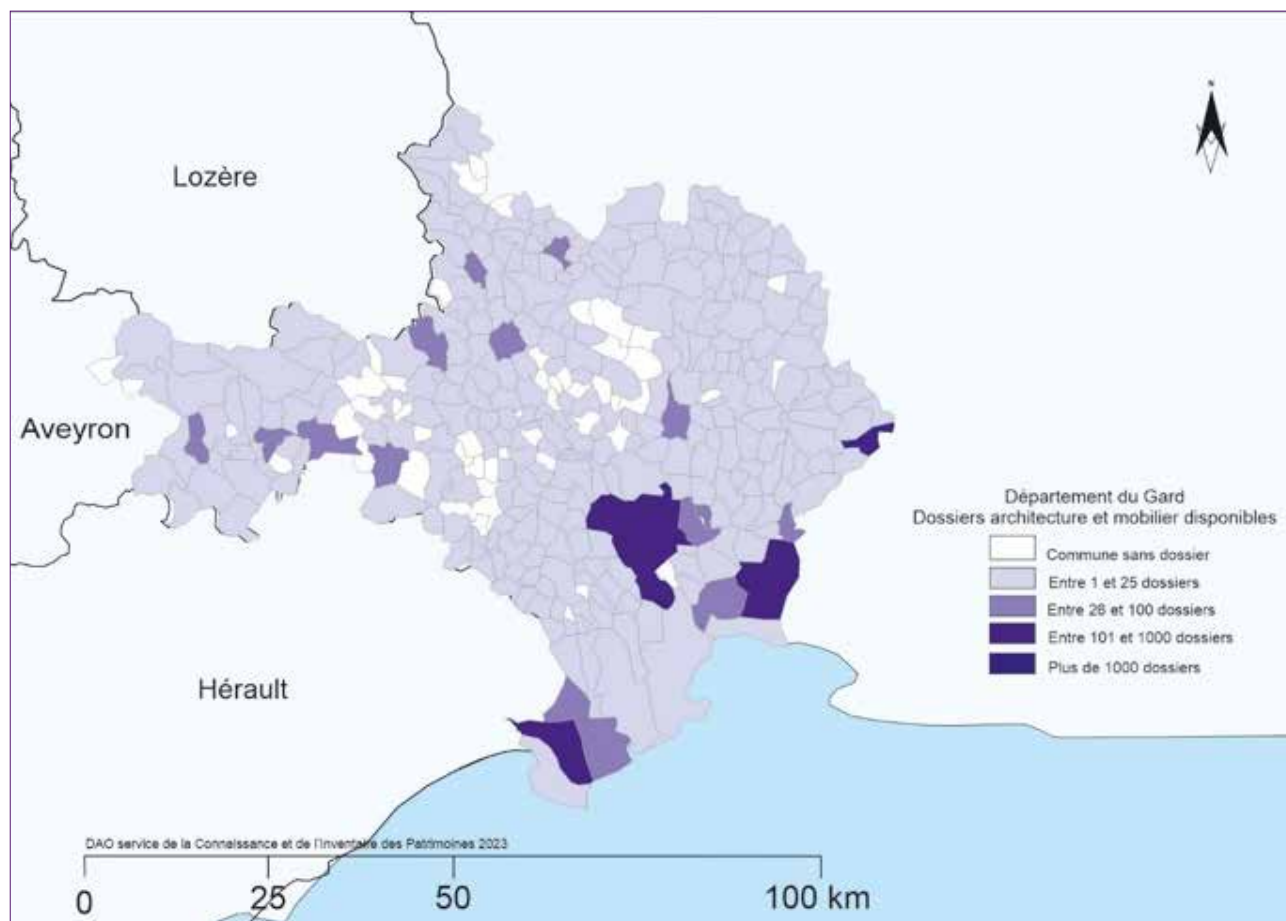 N
Lozère
Aveyron
Hérault
Département du Gard
Dossiers architecture et mobilier disponibles
Commune sans dossier
Entre 1 et 25 dossiers
Entre 26 et 100 dossiers
Entre 101 et 1000 dossiers
Plus de 1000 dossiers
DAO service de la Connaissance et de l'Inventaire des Patrimoines 2023
0 25 50 100 km